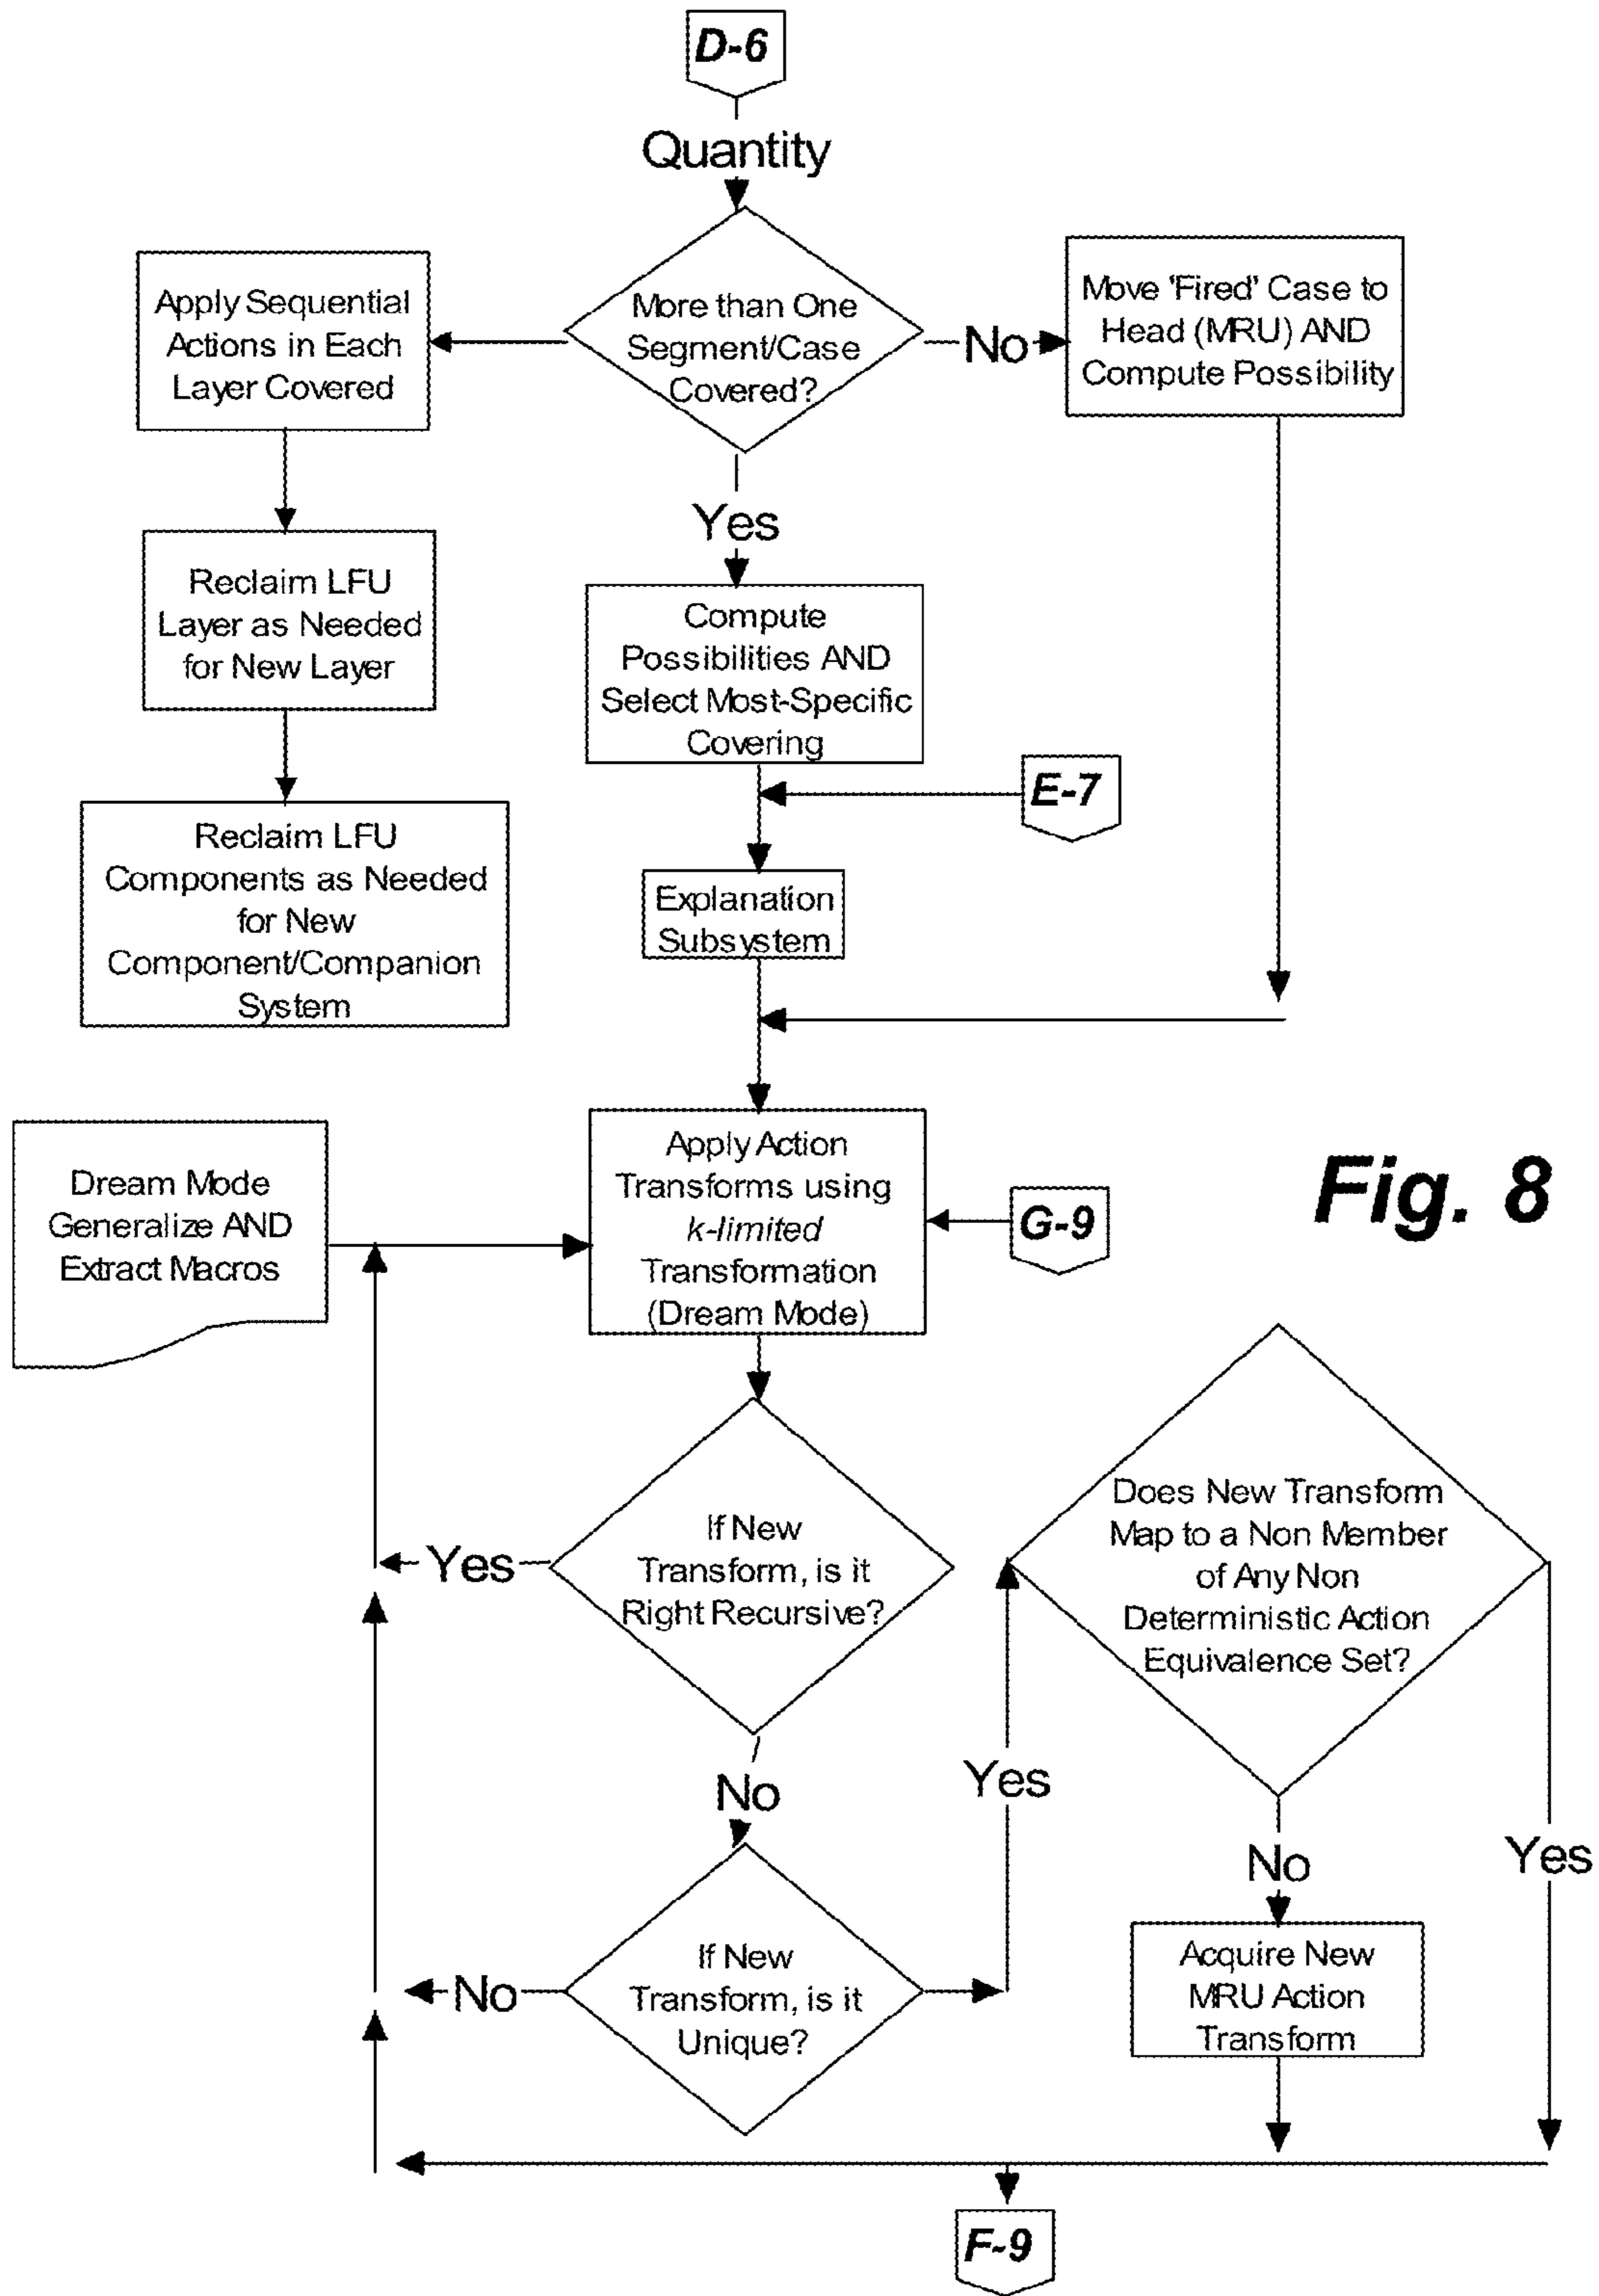 D-6
Quantity
Apply Sequential
Actions in Each
Layer Covered
More than One
Segment/Case
Covered?
No
Move 'Fired' Case to
Head (MRU) AND
Compute Possibility
Yes
Reclaim LFU
Layer as Needed
for New Layer
Compute
Possibilities AND
Select Most-Specific
Covering
E-7
Reclaim LFU
Components as Needed
for New
Component/Companion
System
Explanation
Subsystem
Dream Mode
Generalize AND
Extract Macros
Apply Action
Transforms using
k-limited
Transformation
(Dream Mode)
G-9
Fig. 8
If New
Transform, is it
Right Recursive?
Yes
No
Does New Transform
Map to a Non Member
of Any Non
Deterministic Action
Equivalence Set?
Yes
No
Yes
If New
Transform, is it
Unique?
No
Acquire New
MRU Action
Transform
F-9